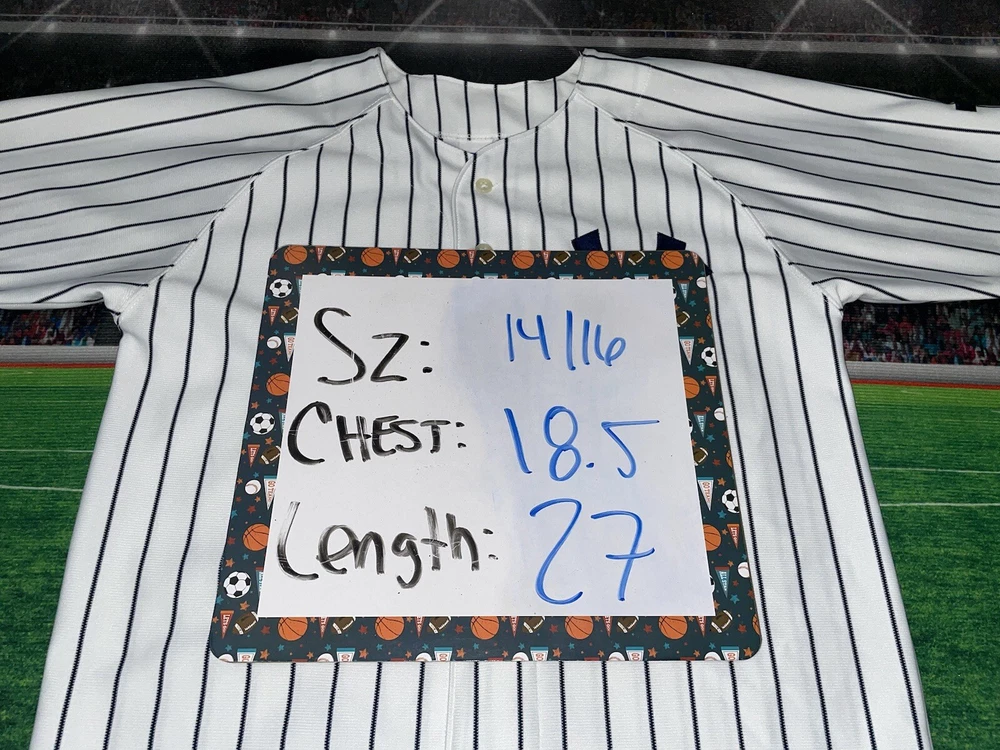 Sz: 14/16
CHEST: 18.5
Length: 27